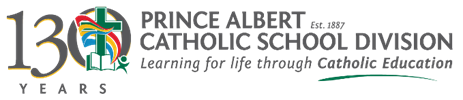 130
YEARS
PRINCE ALBERT Est. 1887
CATHOLIC SCHOOL DIVISION
Learning for life through Catholic Education